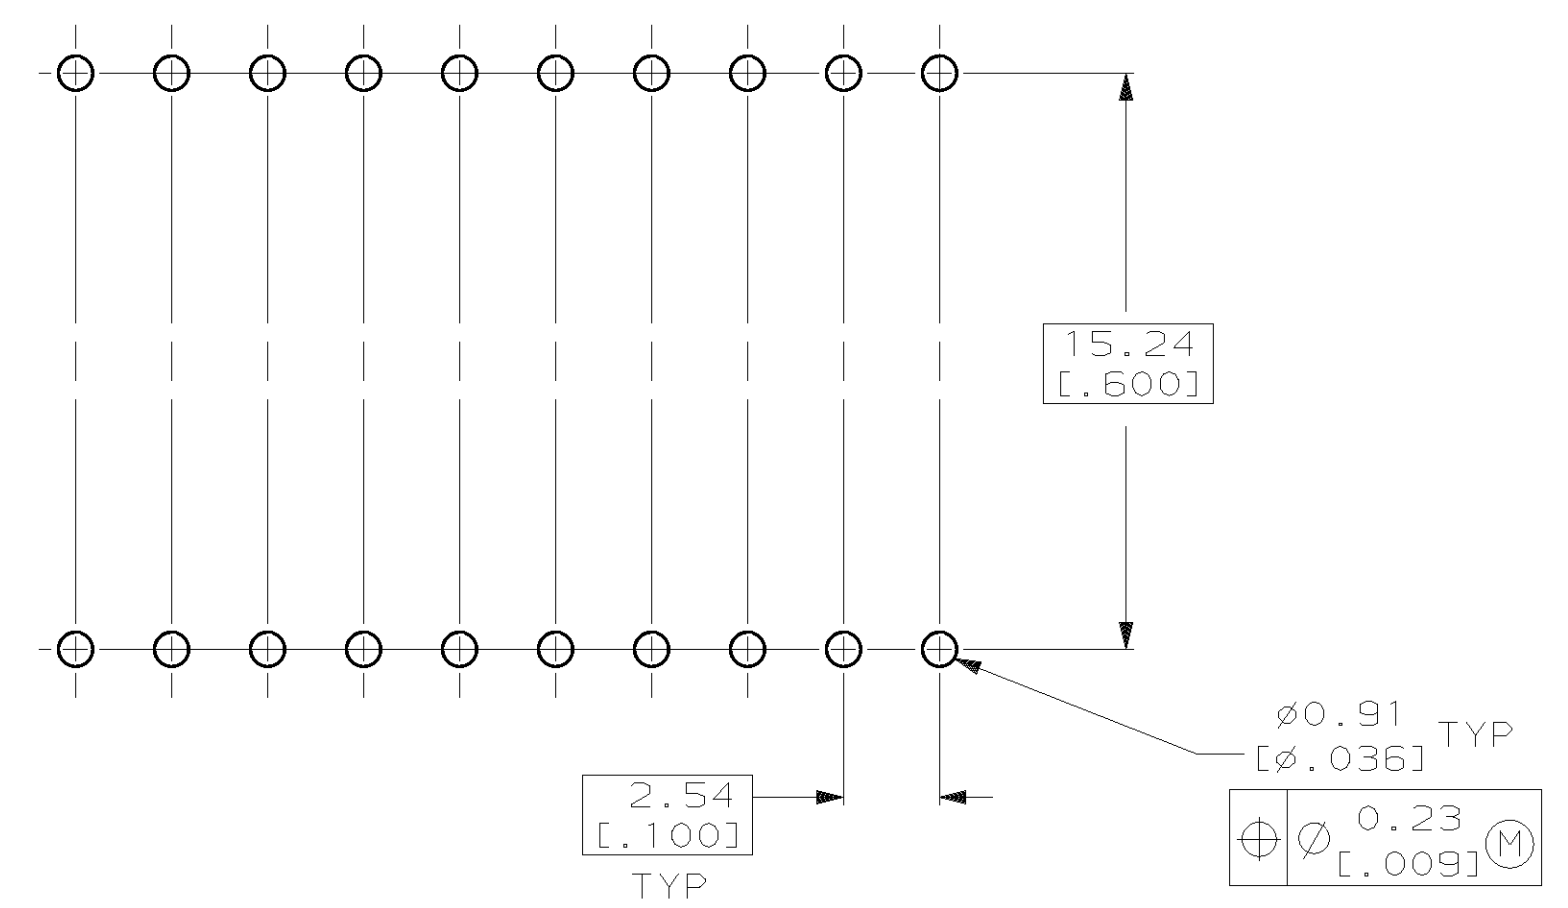 15.24
[.600]
ø0.91
[ø.036] TYP
2.54
[.100]
TYP
⌖ ⌀ 0.23
[.009] Ⓜ